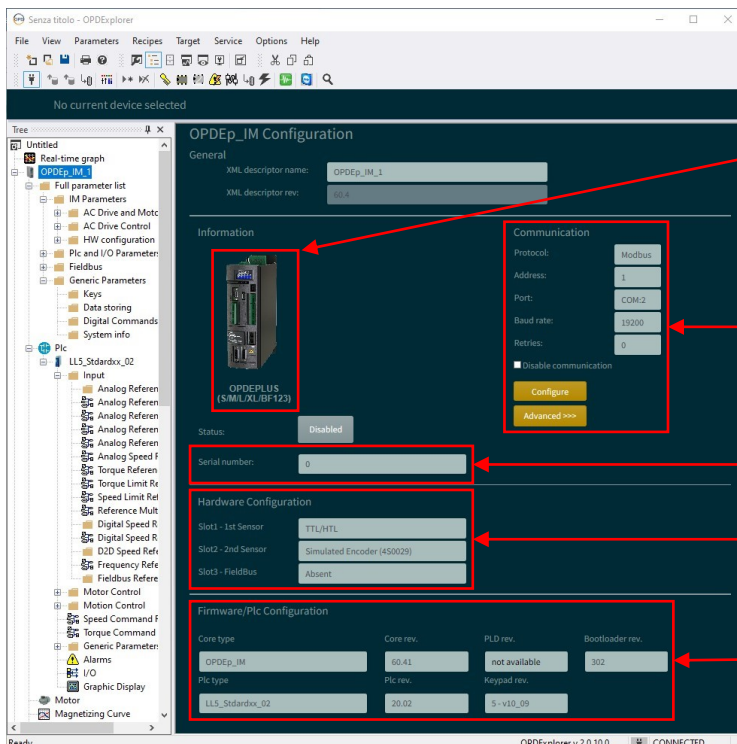 Senza titolo - OPDExplorer
File View Parameters Recipes Target Service Options Help
No current device selected
Tree
Untitled
Real-time graph
OPDEp_IM_1
Full parameter list
IM Parameters
AC Drive and Motc
AC Drive Control
HW configuration
Plc and I/O Parameters
Fieldbus
Generic Parameters
Keys
Data storing
Digital Commands
System info
Plc
LL5_Stdardxx_02
Input
Analog Referen
Analog Referen
Analog Referen
Analog Referen
Analog Referen
Analog Speed F
Torque Referen
Torque Limit Re
Speed Limit Ref
Reference Mult
Digital Speed R
Digital Speed R
D2D Speed Refe
Frequency Refe
Fieldbus Refere
Motor Control
Motion Control
Speed Command F
Torque Command
Generic Parameters
Alarms
I/O
Graphic Display
Motor
Magnetizing Curve
OPDEp_IM Configuration
General
XML descriptor name: OPDEp_IM_1
XML descriptor rev: 60.4
Information
OPDEPLUS
(S/M/L/XL/BF123)
Status: Disabled
Serial number: 0
Communication
Protocol: Modbus
Address: 1
Port: COM:2
Baud rate: 19200
Retries: 0
Disable communication
Configure
Advanced >>>
Hardware Configuration
Slot1 - 1st Sensor TTL/HTL
Slot2 - 2nd Sensor Simulated Encoder (450029)
Slot3 - FieldBus Absent
Firmware/Plc Configuration
Core type Core rev. PLD rev. Bootloader rev.
OPDEp_IM 60.41 not available 302
Plc type Plc rev. Keypad rev.
LL5_Stdardxx_02 20.02 5 - v10_09
Ready OPDExplorer v 2.0.10.0 CONNECTED